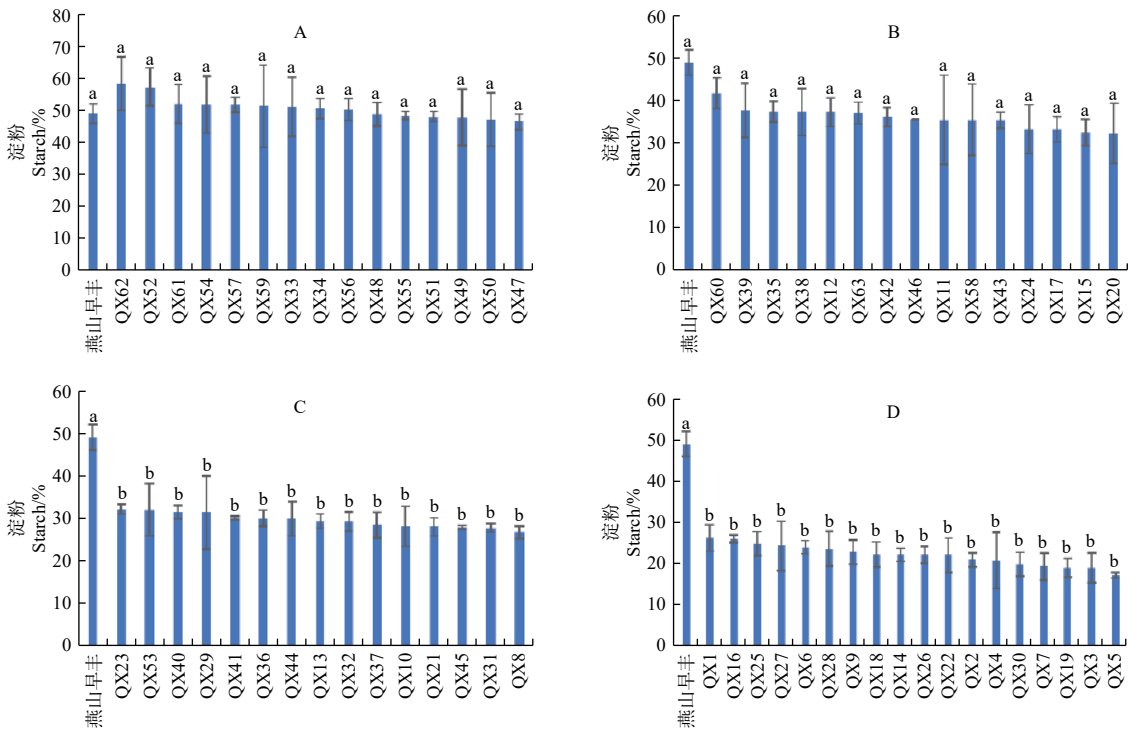 A
淀粉
Starch/%
80
70
60
50
40
30
20
10
0
a a a a a a a a a a a a a a a a
燕山早丰 QX62 QX52 QX61 QX54 QX57 QX59 QX33 QX34 QX56 QX48 QX55 QX51 QX49 QX50 QX47
B
淀粉
Starch/%
60
50
40
30
20
10
0
a a a a a a a a a a a a a a a a
燕山早丰 QX60 QX39 QX35 QX38 QX12 QX63 QX42 QX46 QX11 QX58 QX43 QX24 QX17 QX15 QX20
C
淀粉
Starch/%
60
50
40
30
20
10
0
a b b b b b b b b b b b b b b b
燕山早丰 QX23 QX53 QX40 QX29 QX41 QX36 QX44 QX13 QX32 QX37 QX10 QX21 QX45 QX31 QX8
D
淀粉
Starch/%
60
50
40
30
20
10
0
a b b b b b b b b b b b b b b b b b b
燕山早丰 QX1 QX16 QX25 QX27 QX6 QX28 QX9 QX18 QX14 QX26 QX22 QX2 QX4 QX30 QX7 QX19 QX3 QX5